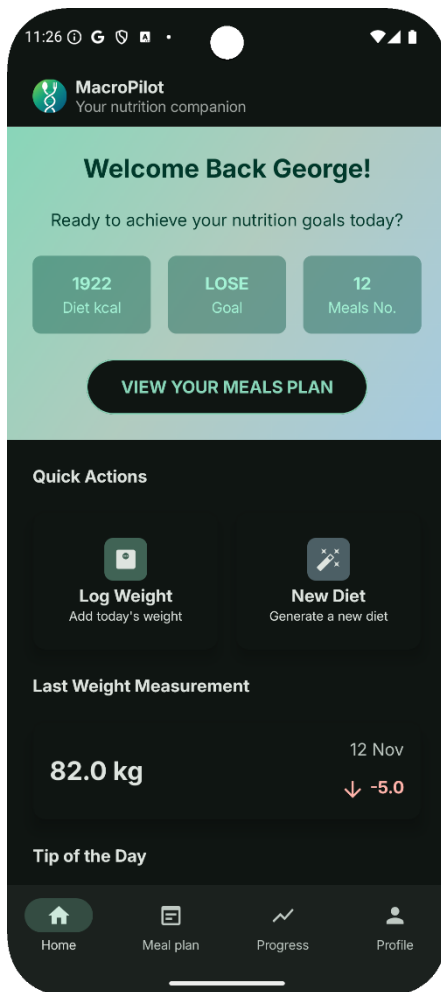 11:26
MacroPilot
Your nutrition companion
Welcome Back George!
Ready to achieve your nutrition goals today?
1922
Diet kcal
LOSE
Goal
12
Meals No.
VIEW YOUR MEALS PLAN
Quick Actions
Log Weight
Add today's weight
New Diet
Generate a new diet
Last Weight Measurement
82.0 kg
12 Nov
-5.0
Tip of the Day
Home
Meal plan
Progress
Profile